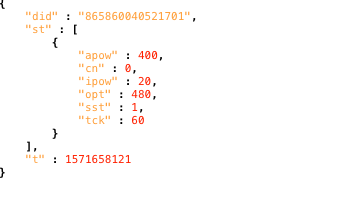 {
    "did" : "865860040521701",
    "st" : [
        {
            "apow" : 400,
            "cn" : 0,
            "ipow" : 20,
            "opt" : 480,
            "sst" : 1,
            "tck" : 60
        }
    ],
    "t" : 1571658121
}